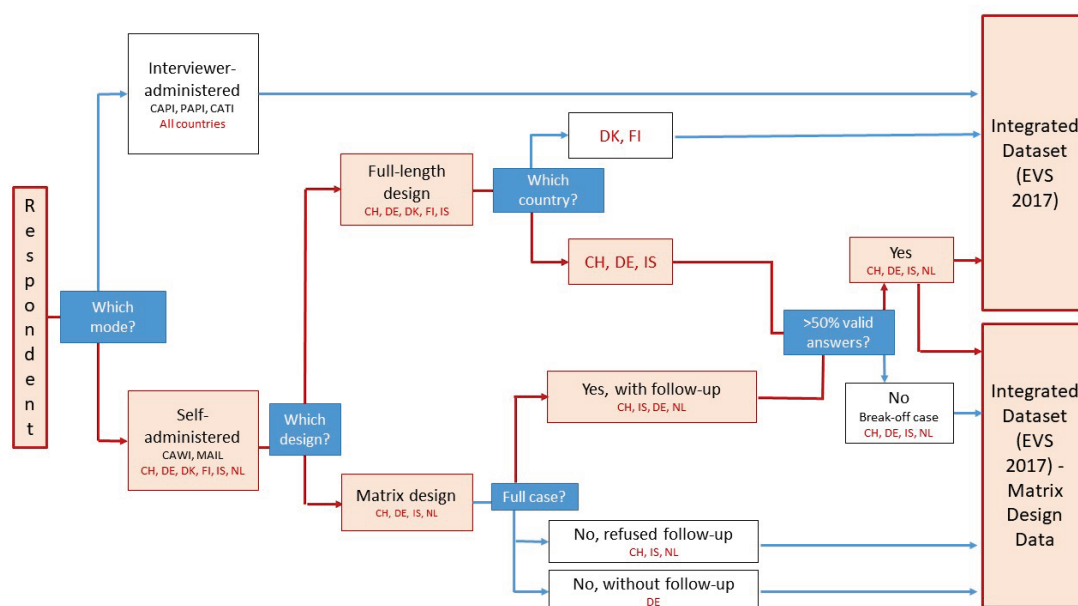 Respondent
Which
mode?
Interviewer-
administered
CAPI, PAPI, CATI
All countries
Self-
administered
CAWI, MAIL
CH, DE, DK, FI, IS, NL
Which
design?
Full-length
design
CH, DE, DK, FI, IS
Which
country?
DK, FI
CH, DE, IS
Matrix design
CH, DE, IS, NL
Full case?
Yes, with follow-up
CH, IS, DE, NL
No, refused follow-up
CH, IS, NL
No, without follow-up
DE
>50% valid
answers?
Yes
CH, DE, IS, NL
No
Break-off case
CH, DE, IS, NL
Integrated
Dataset
(EVS
2017)
Integrated
Dataset
(EVS
2017) -
Matrix
Design
Data